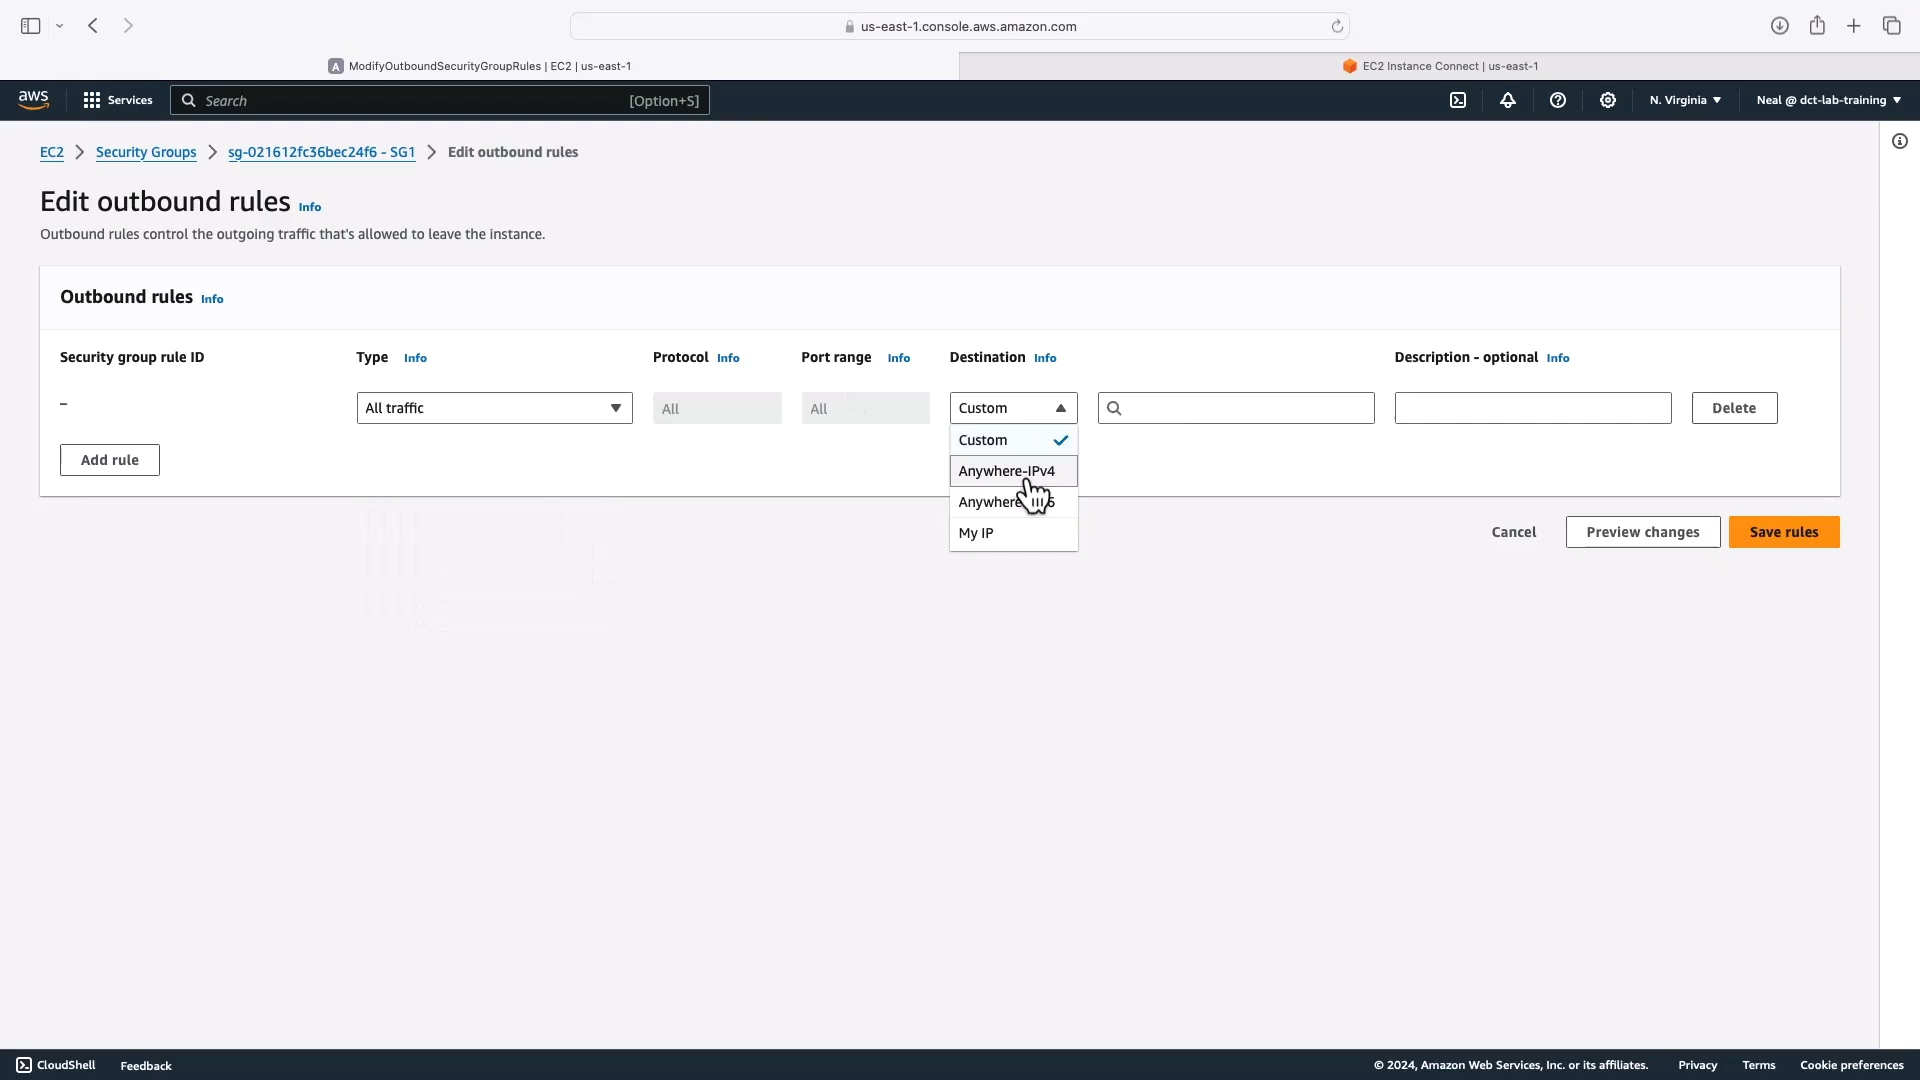 us-east-1.console.aws.amazon.com
A ModifyOutboundSecurityGroupRules | EC2 | us-east-1
EC2 Instance Connect | us-east-1
aws Services Search [Option+S] N. Virginia Neal @ dct-lab-training
EC2 Security Groups sg-021612fc36bec24f6 - SG1 Edit outbound rules
Edit outbound rules Info
Outbound rules control the outgoing traffic that's allowed to leave the instance.
Outbound rules Info
Security group rule ID Type Info Protocol Info Port range Info Destination Info Description - optional Info
– All traffic All All Custom Delete
Custom
Add rule
Anywhere-IPv4
Anywhere 6
My IP
Cancel Preview changes Save rules
CloudShell Feedback © 2024, Amazon Web Services, Inc. or its affiliates. Privacy Terms Cookie preferences